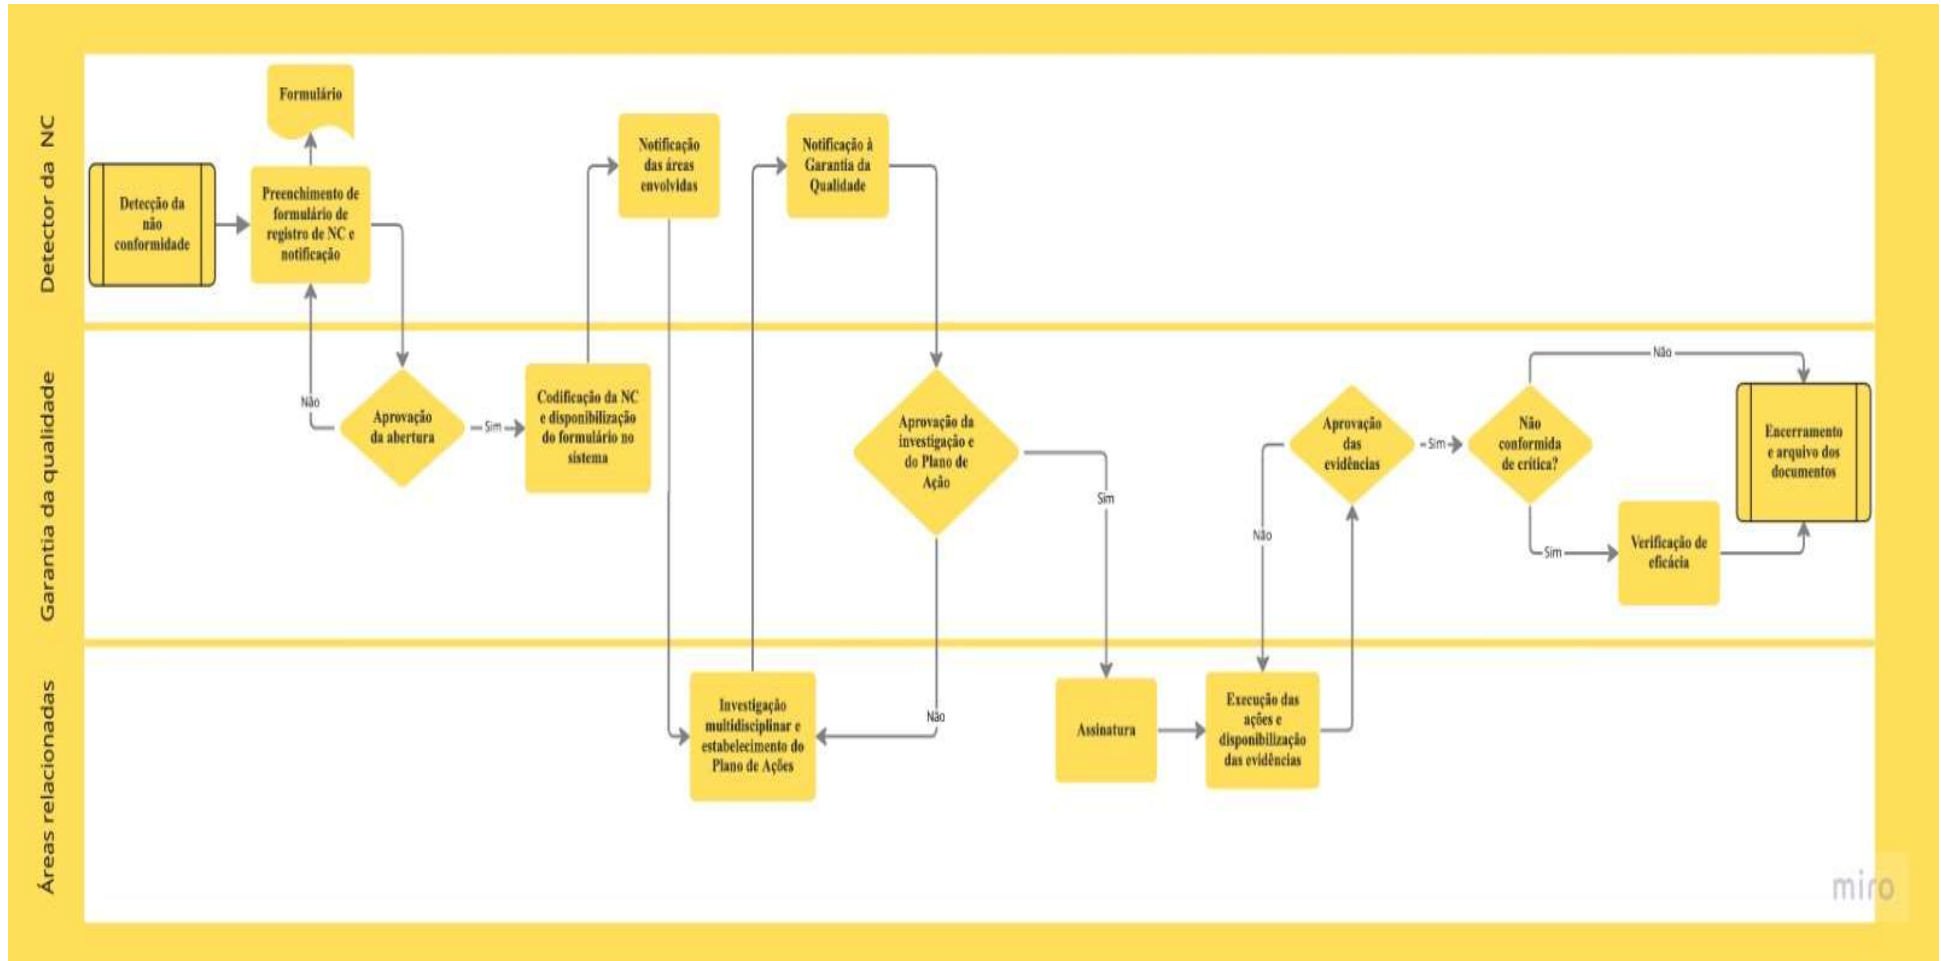 Detector da NC
Formulário
Detecção da
não
conformidade
Preenchimento de
formulário de
registro de NC e
notificação
Notificação
das áreas
envolvidas
Notificação à
Garantia da
Qualidade
Garantia da qualidade
Não
Aprovação
da abertura
Sim
Codificação da NC
e disponibilização
do formulário no
sistema
Aprovação da
investigação e
do Plano de
Ação
Sim
Não
Não
Aprovação
das
evidências
Sim
Não
conformida
de crítica?
Não
Sim
Verificação de
eficácia
Encerramento
e arquivo dos
documentos
Áreas relacionadas
Investigação
multidisciplinar e
estabelecimento do
Plano de Ações
Assinatura
Execução das
ações e
disponibilização
das evidências
miro